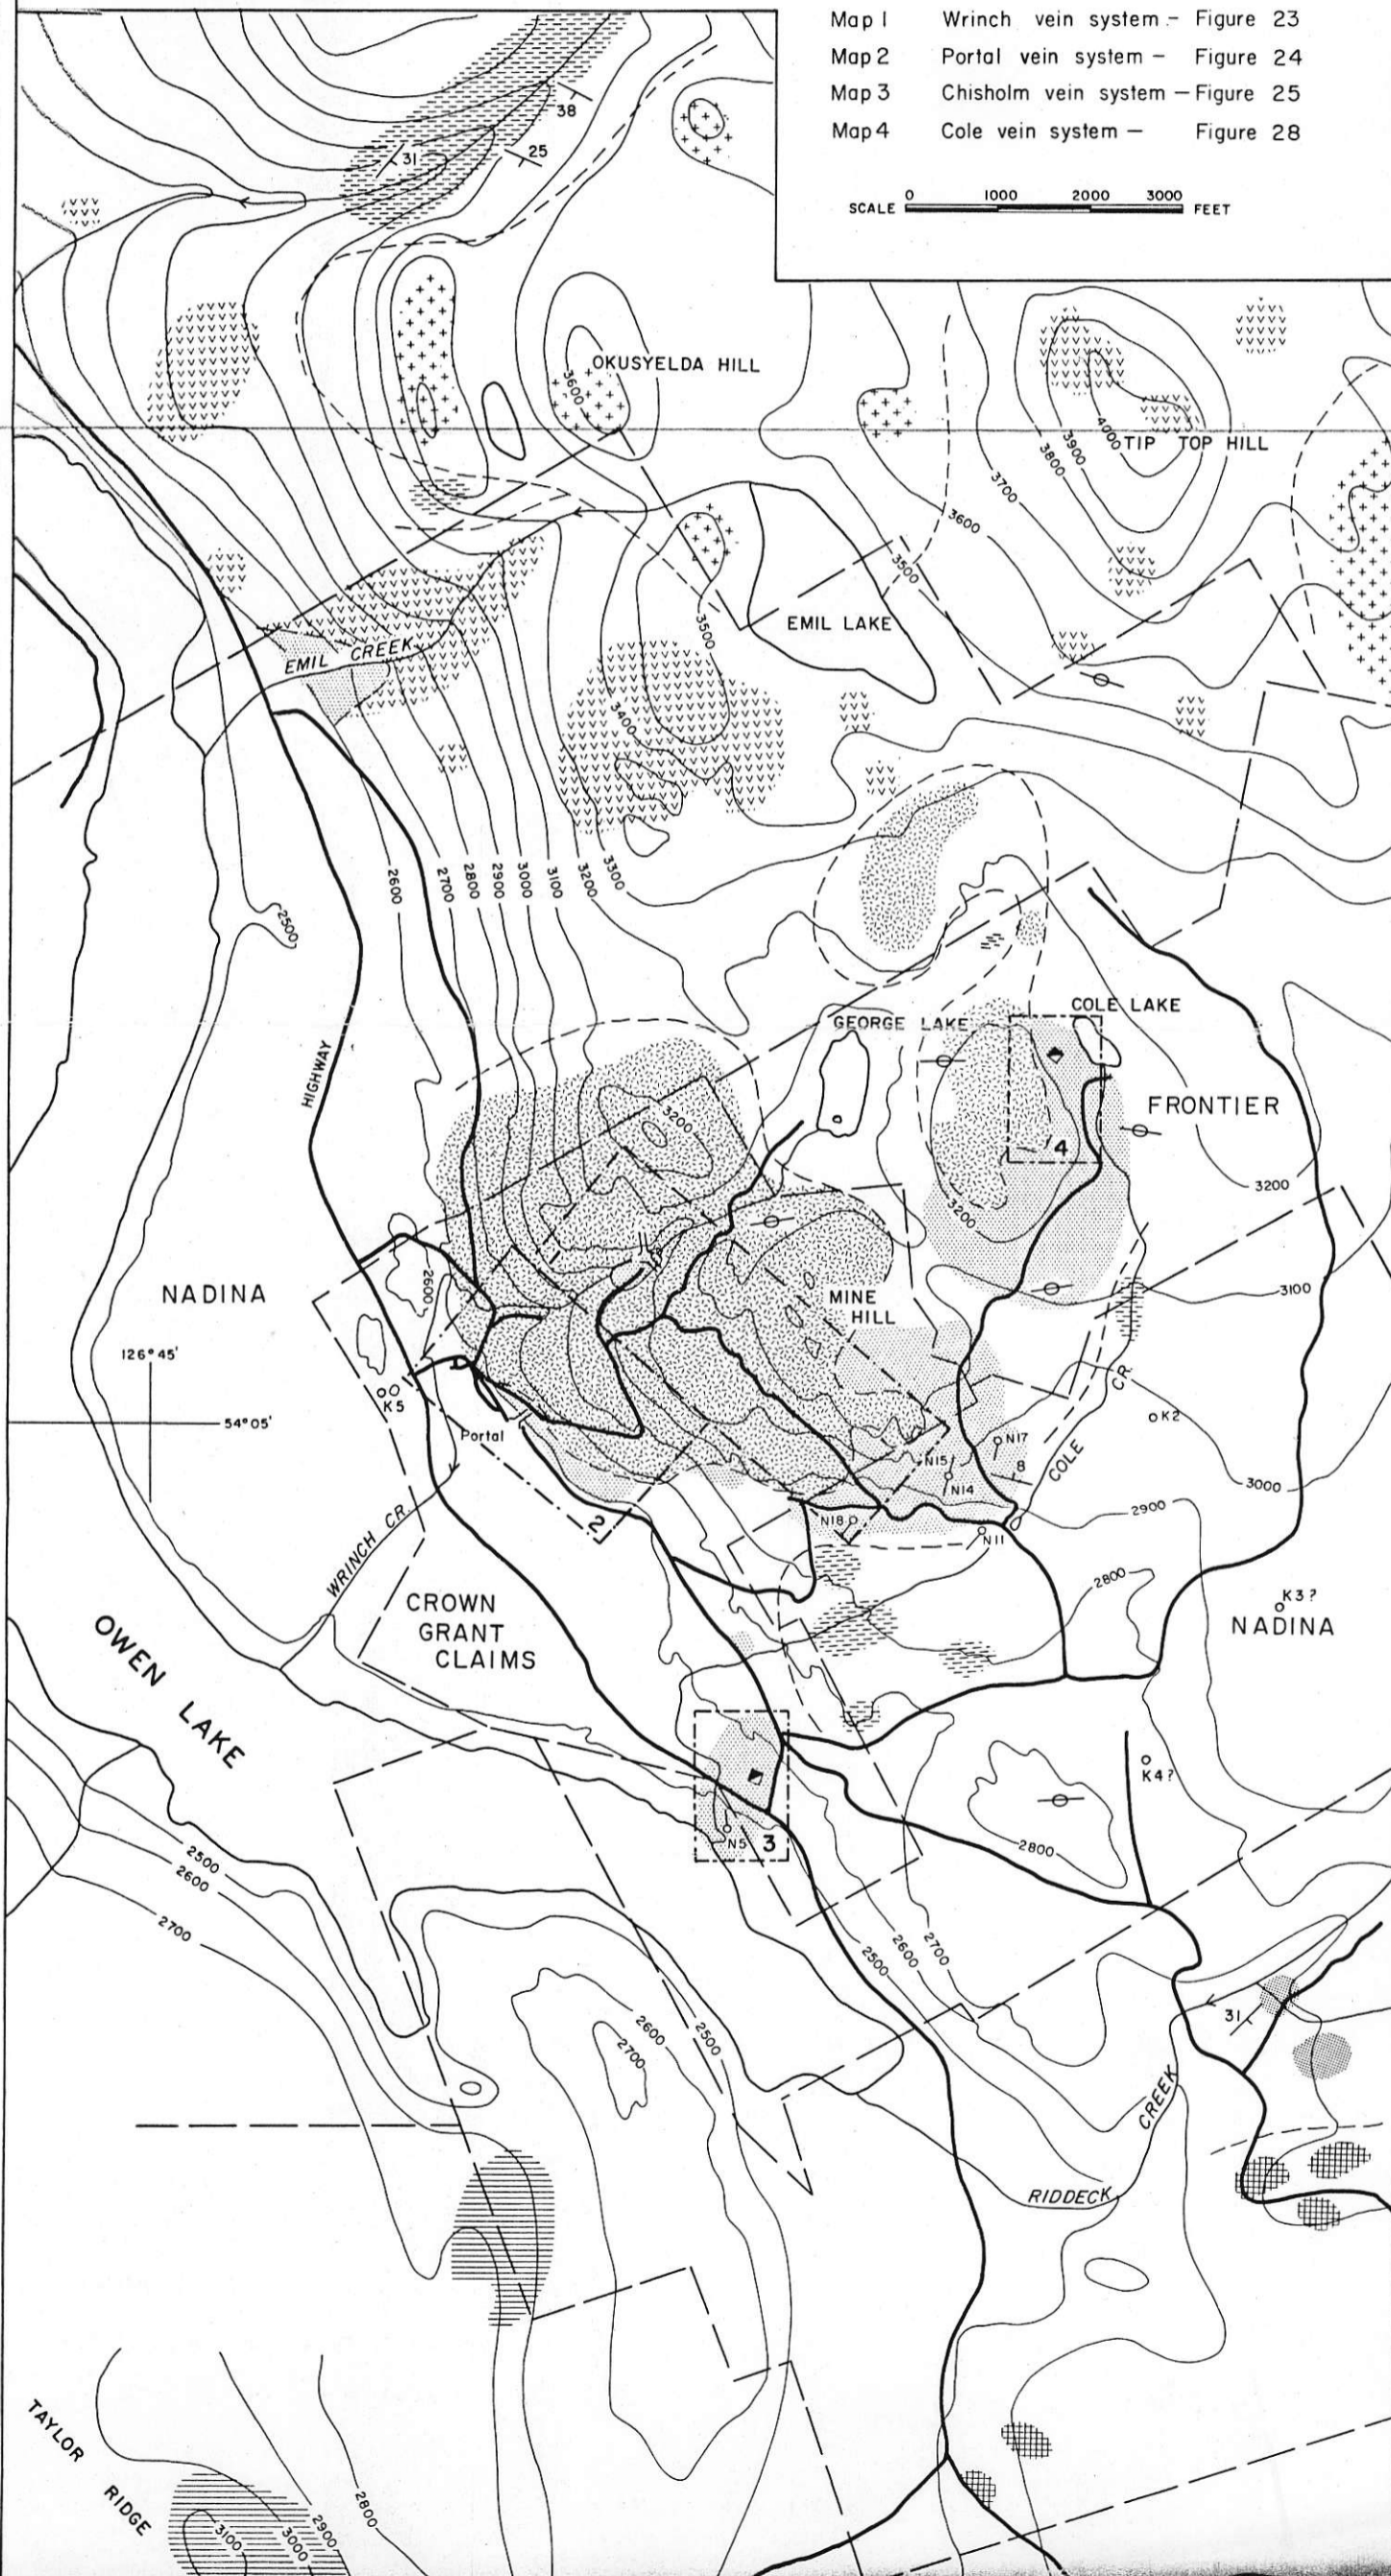 Map 1 Wrinch vein system - Figure 23
Map 2 Portal vein system - Figure 24
Map 3 Chisholm vein system - Figure 25
Map 4 Cole vein system - Figure 28
0 1000 2000 3000
SCALE FEET
38
31
25
OKUSYELDA HILL
3600
4000
TIP TOP HILL
3900
3800
3700
3600
3500
EMIL LAKE
3500
EMIL CREEK
3400
2600
2700
2800
2900
3000
3100
3200
3300
2500
HIGHWAY
GEORGE LAKE
COLE LAKE
FRONTIER
3200
4
3200
3200
NADINA
2600
MINE
HILL
3100
126°45'
54°05'
K5
Portal
CR.
COLE
K2
N17
N15
8
N14
3000
2900
2
N18
N11
WRINCH CR.
2800
K3?
NADINA
CROWN
GRANT
CLAIMS
OWEN LAKE
K4?
N5
3
2800
2500
2600
2700
2500
2600
2700
2600
2700
2500
31
CREEK
RIDDECK
TAYLOR
RIDGE
3100
3000
2900
2800